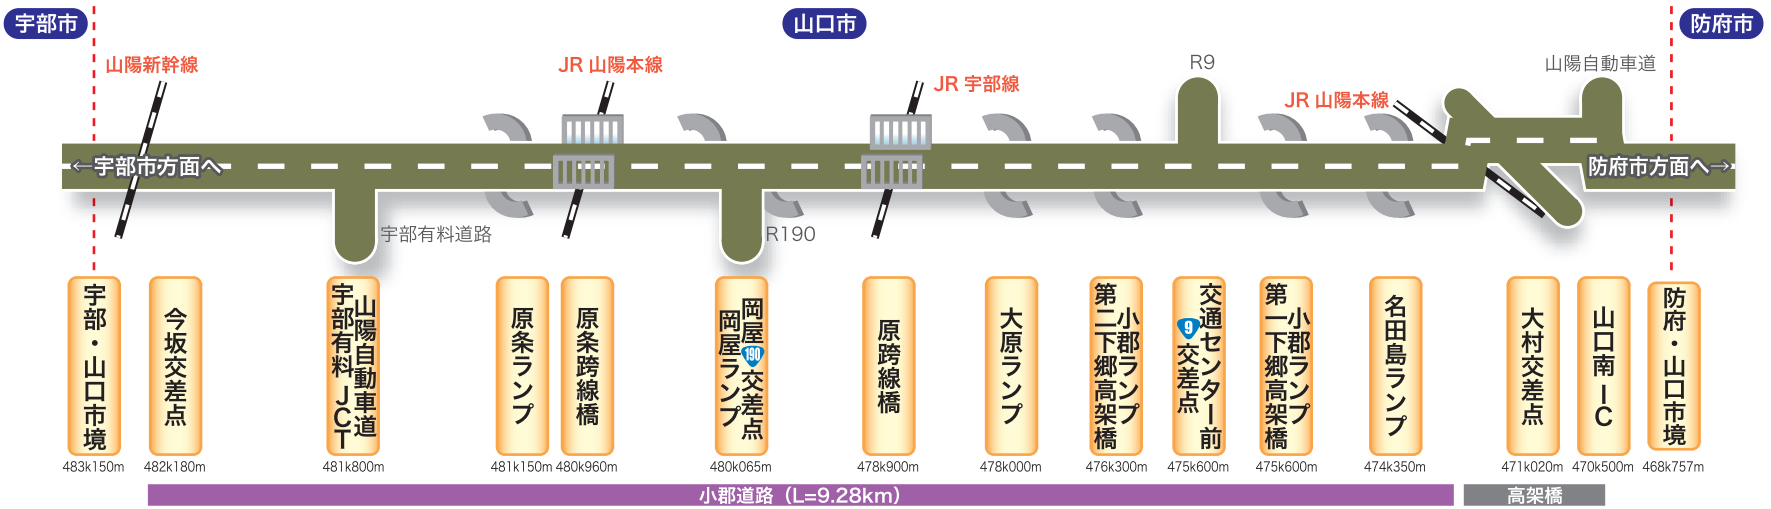 宇部市
山口市
防府市
山陽新幹線
JR 山陽本線
JR 宇部線
R9
JR 山陽本線
山陽自動車道
←宇部市方面へ
防府市方面へ→
宇部有料道路
R190
宇部・山口市境
483k150m
今坂交差点
482k180m
山陽自動車道
宇部有料 JCT
481k800m
原条ランプ
481k150m
原条跨線橋
480k960m
岡屋190交差点
岡屋ランプ
480k065m
原跨線橋
478k900m
大原ランプ
478k000m
小郡ランプ
第二下郷高架橋
476k300m
交通センター前
9交差点
475k600m
小郡ランプ
第一下郷高架橋
475k600m
名田島ランプ
474k350m
大村交差点
471k020m
山口南 IC
470k500m
防府・山口市境
468k757m
小郡道路（L=9.28km）
高架橋